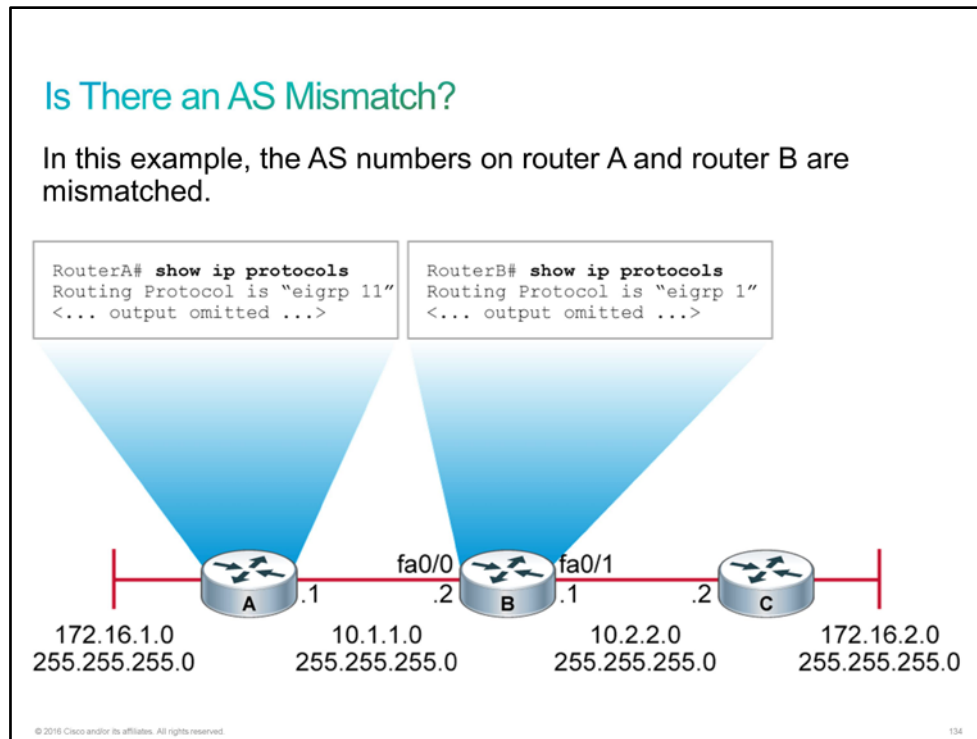 Is There an AS Mismatch?
In this example, the AS numbers on router A and router B are
mismatched.
RouterA# show ip protocols
Routing Protocol is “eigrp 11”
<... output omitted ...>
RouterB# show ip protocols
Routing Protocol is “eigrp 1”
<... output omitted ...>
fa0/0 fa0/1
A .1 .2 B .1 .2 C
172.16.1.0 10.1.1.0 10.2.2.0 172.16.2.0
255.255.255.0 255.255.255.0 255.255.255.0 255.255.255.0
© 2016 Cisco and/or its affiliates. All rights reserved. 134